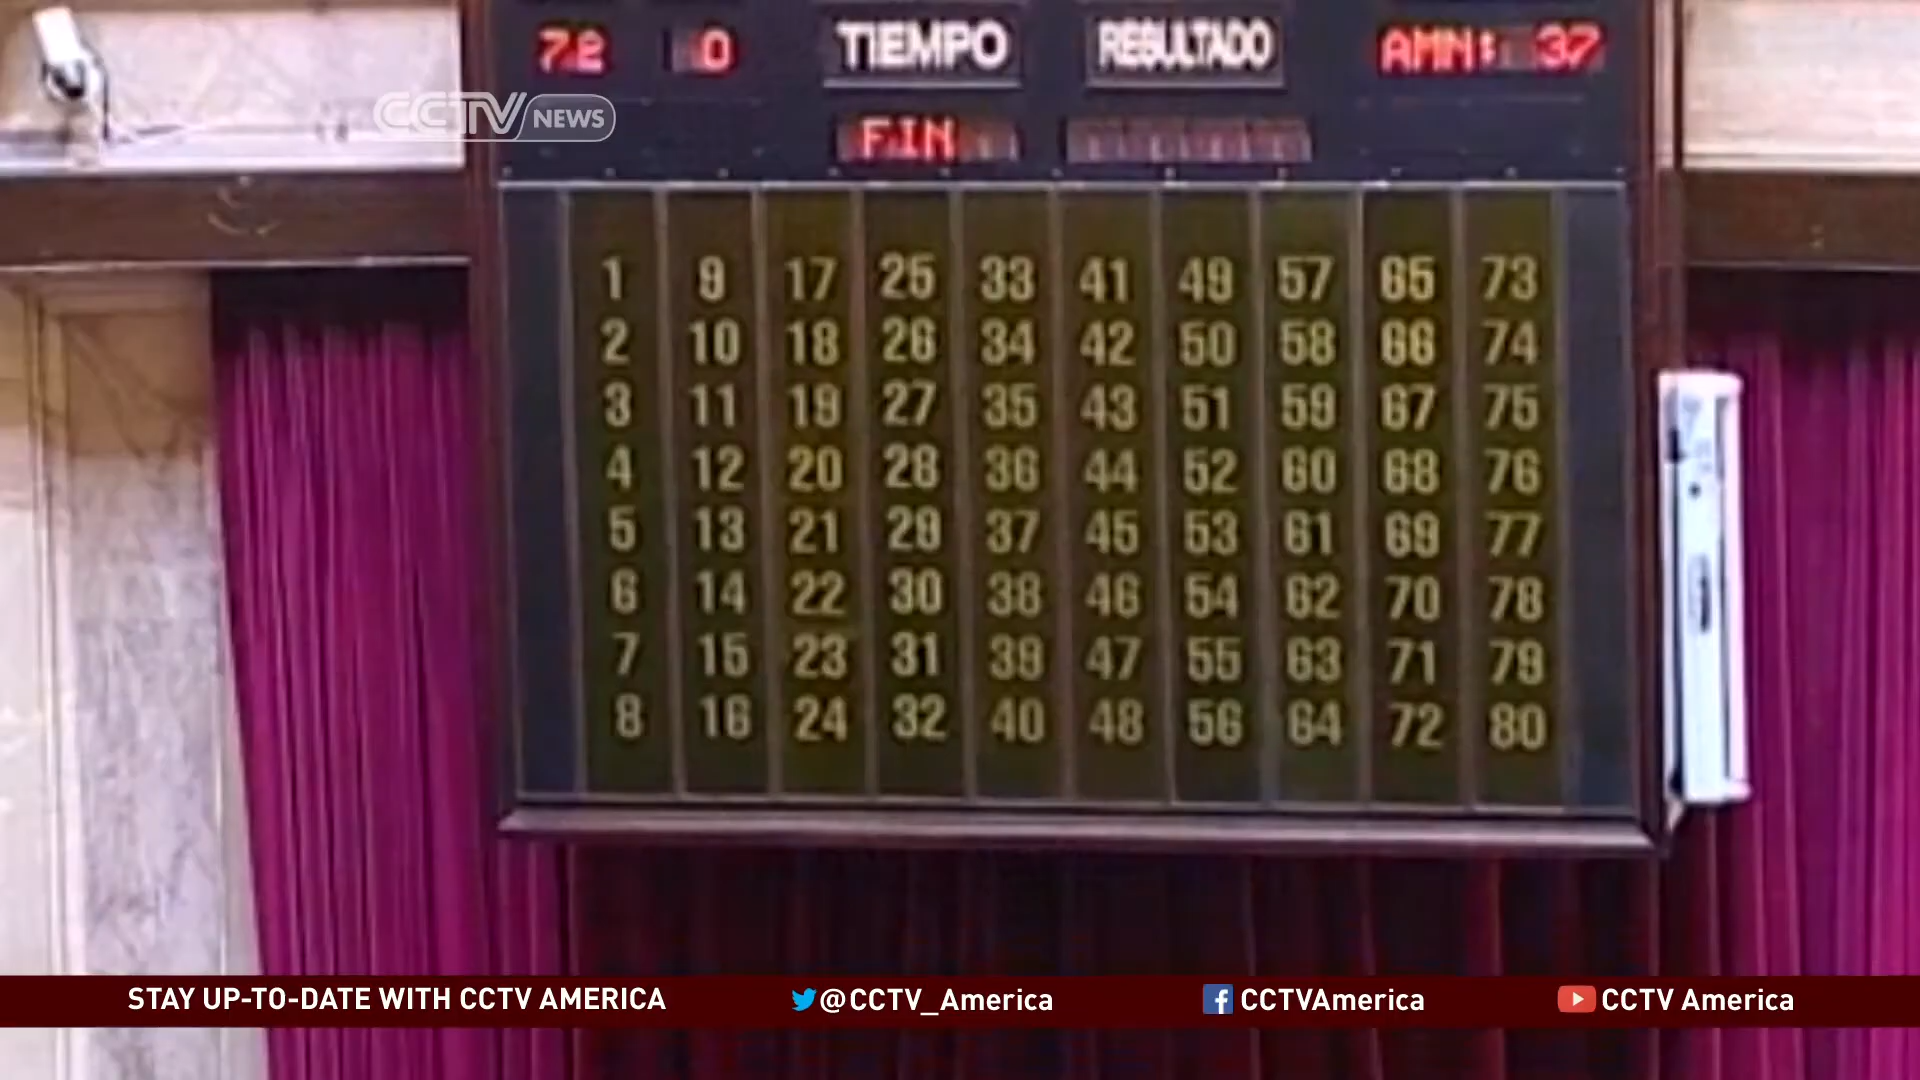 72 0 TIEMPO RESULTADO AMN: 37
CCTV NEWS
FIN
1 9 17 25 33 41 49 57 65 73
2 10 18 26 34 42 50 58 66 74
3 11 19 27 35 43 51 59 67 75
4 12 20 28 36 44 52 60 68 76
5 13 21 29 37 45 53 61 69 77
6 14 22 30 38 46 54 62 70 78
7 15 23 31 39 47 55 63 71 79
8 16 24 32 40 48 56 64 72 80
STAY UP-TO-DATE WITH CCTV AMERICA @CCTV_America CCTVAmerica CCTV America